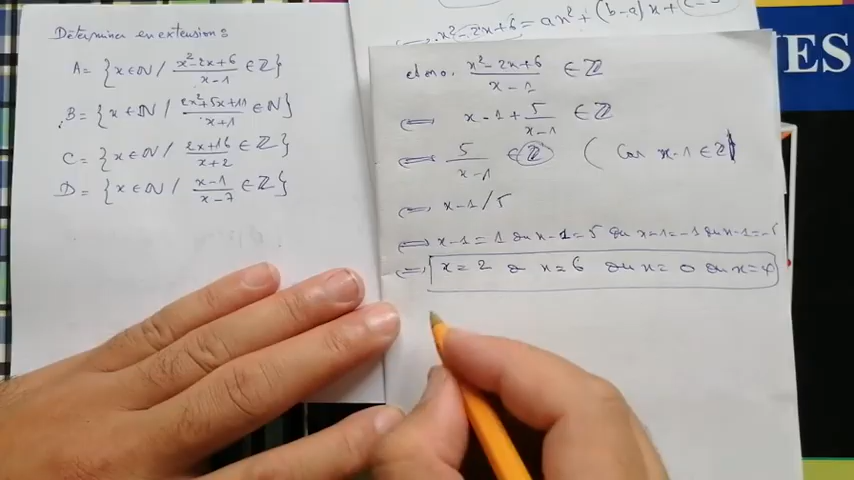 Déterminer en extension :
A = { x ∈ ℕ / x²-2x+6 / x-1 ∈ ℤ }
B = { x ∈ ℕ / 2x²+5x+11 / x+1 ∈ ℕ }
C = { x ∈ ℕ / 2x+16 / x+2 ∈ ℤ }
D = { x ∈ ℕ / x-1 / x-7 ∈ ℤ }
⟺ x²-2x+6 = ax²+(b-a)x+
x²-2x+6 / x-1 ∈ ℤ
⟺ x-1+ 5 / x-1 ∈ ℤ
⟺ 5 / x-1 ∈ ℤ ( Car x-1 ∈ ℤ )
⟺ x-1/5
⟺ x-1=1 ou x-1=5 ou x-1=-1 ou x-1=-5
⟺ x=2 ou x=6 ou x=0 ou x=
ES